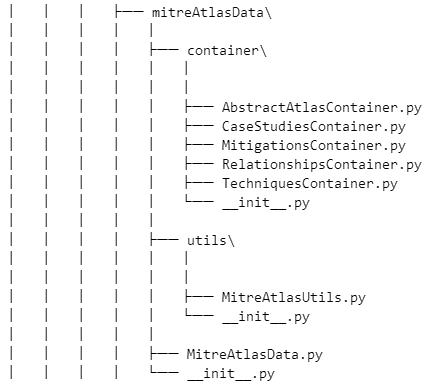 │   │   │   ├── mitreAtlasData\
│   │   │   │   │
│   │   │   │   ├── container\
│   │   │   │   │   │
│   │   │   │   │   │
│   │   │   │   │   ├── AbstractAtlasContainer.py
│   │   │   │   │   ├── CaseStudiesContainer.py
│   │   │   │   │   ├── MitigationsContainer.py
│   │   │   │   │   ├── RelationshipsContainer.py
│   │   │   │   │   ├── TechniquesContainer.py
│   │   │   │   │   └── __init__.py
│   │   │   │   │
│   │   │   │   ├── utils\
│   │   │   │   │   │
│   │   │   │   │   │
│   │   │   │   │   ├── MitreAtlasUtils.py
│   │   │   │   │   └── __init__.py
│   │   │   │   │
│   │   │   │   ├── MitreAtlasData.py
│   │   │   │   └── __init__.py